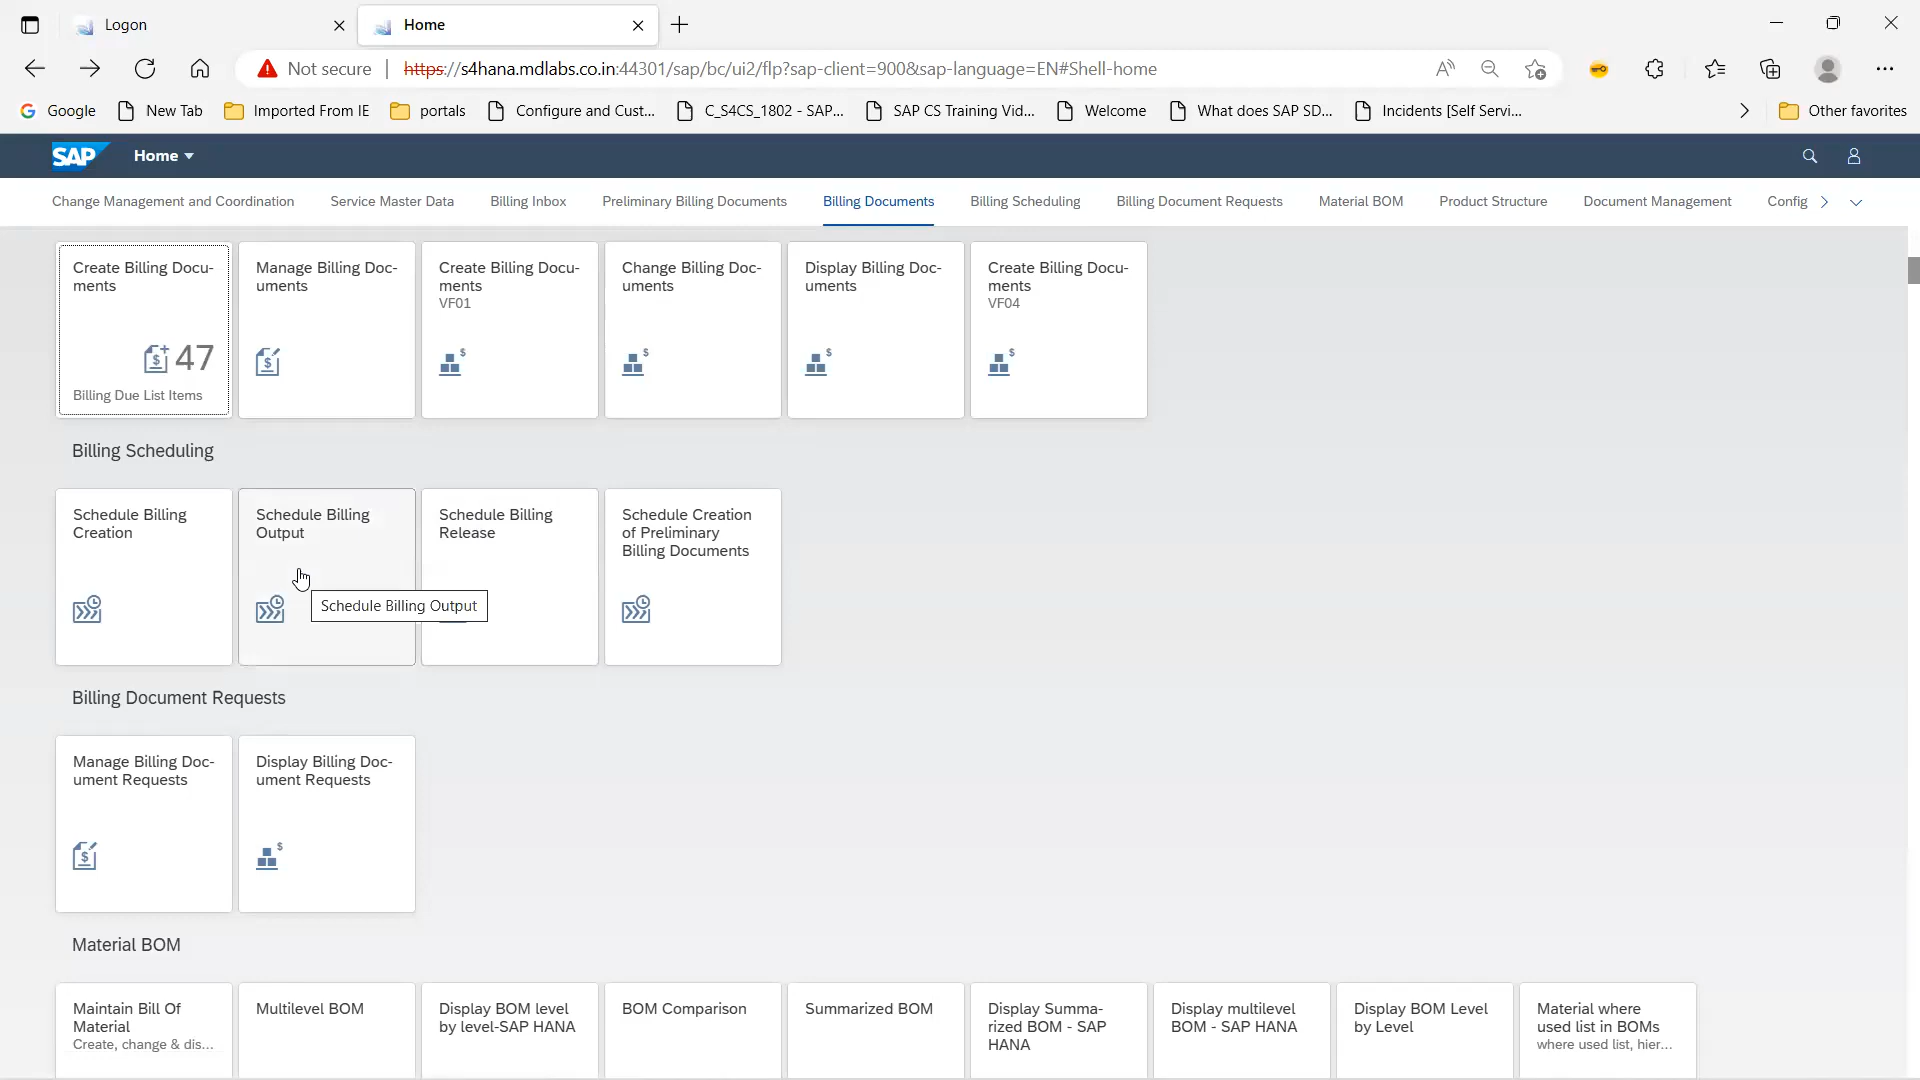 Logon
Home
Not secure
https://s4hana.mdlabs.co.in:44301/sap/bc/ui2/flp?sap-client=900&sap-language=EN#Shell-home
Google
New Tab
Imported From IE
portals
Configure and Cust...
C_S4CS_1802 - SAP...
SAP CS Training Vid...
Welcome
What does SAP SD...
Incidents [Self Servi...
Other favorites
SAP
Home
Change Management and Coordination
Service Master Data
Billing Inbox
Preliminary Billing Documents
Billing Documents
Billing Scheduling
Billing Document Requests
Material BOM
Product Structure
Document Management
Config
Create Billing Docu-
ments
47
Billing Due List Items
Manage Billing Doc-
uments
Create Billing Docu-
ments
VF01
Change Billing Doc-
uments
Display Billing Doc-
uments
Create Billing Docu-
ments
VF04
Billing Scheduling
Schedule Billing
Creation
Schedule Billing
Output
Schedule Billing Output
Schedule Billing
Release
Schedule Creation
of Preliminary
Billing Documents
Billing Document Requests
Manage Billing Doc-
ument Requests
Display Billing Doc-
ument Requests
Material BOM
Maintain Bill Of
Material
Create, change & dis...
Multilevel BOM
Display BOM level
by level-SAP HANA
BOM Comparison
Summarized BOM
Display Summa-
rized BOM - SAP
HANA
Display multilevel
BOM - SAP HANA
Display BOM Level
by Level
Material where
used list in BOMs
where used list, hier...